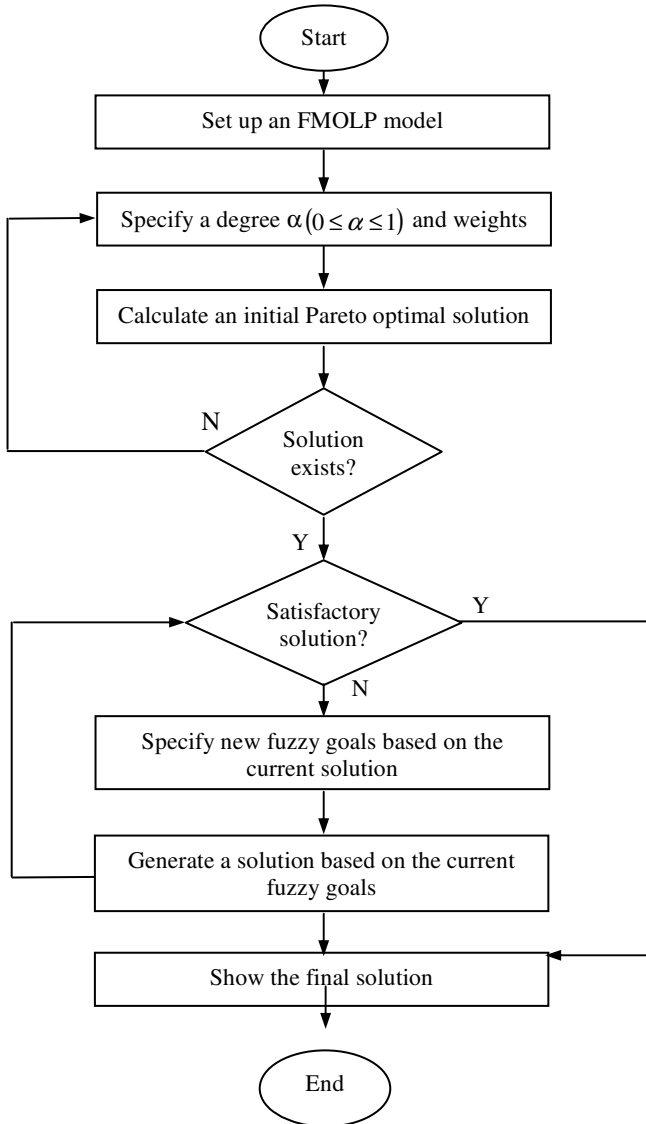 Start
Set up an FMOLP model
Specify a degree α(0 ≤ α ≤ 1) and weights
Calculate an initial Pareto optimal solution
N
Solution
exists?
Y
Satisfactory
solution?
Y
N
Specify new fuzzy goals based on the
current solution
Generate a solution based on the current
fuzzy goals
Show the final solution
End